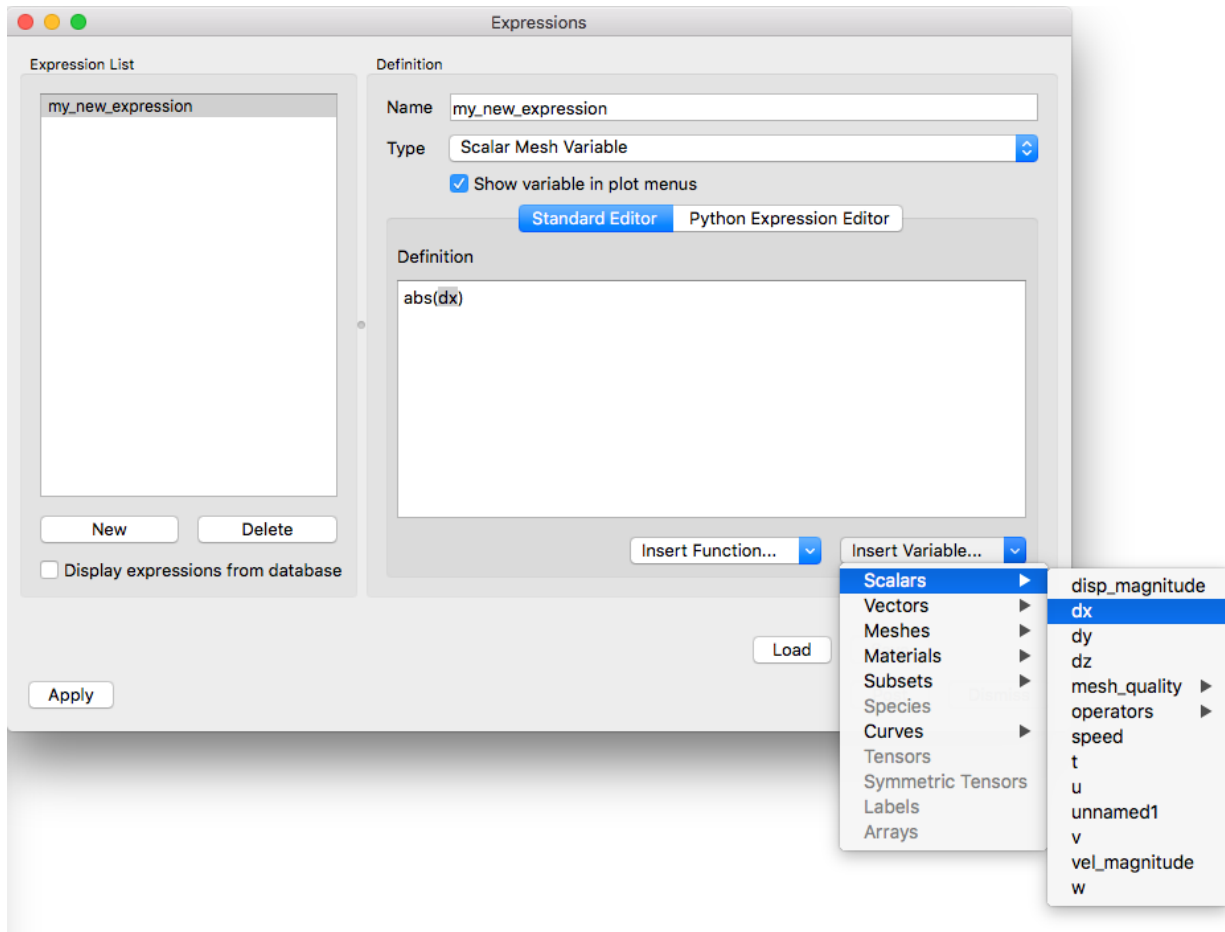 Expressions
Expression List
my_new_expression
New
Delete
Display expressions from database
Apply
Definition
Name
my_new_expression
Type
Scalar Mesh Variable
Show variable in plot menus
Standard Editor
Python Expression Editor
Definition
abs(dx)
Insert Function...
Insert Variable...
Load
Scalars
Vectors
Meshes
Materials
Subsets
Species
Curves
Tensors
Symmetric Tensors
Labels
Arrays
disp_magnitude
dx
dy
dz
mesh_quality
operators
speed
t
u
unnamed1
v
vel_magnitude
w